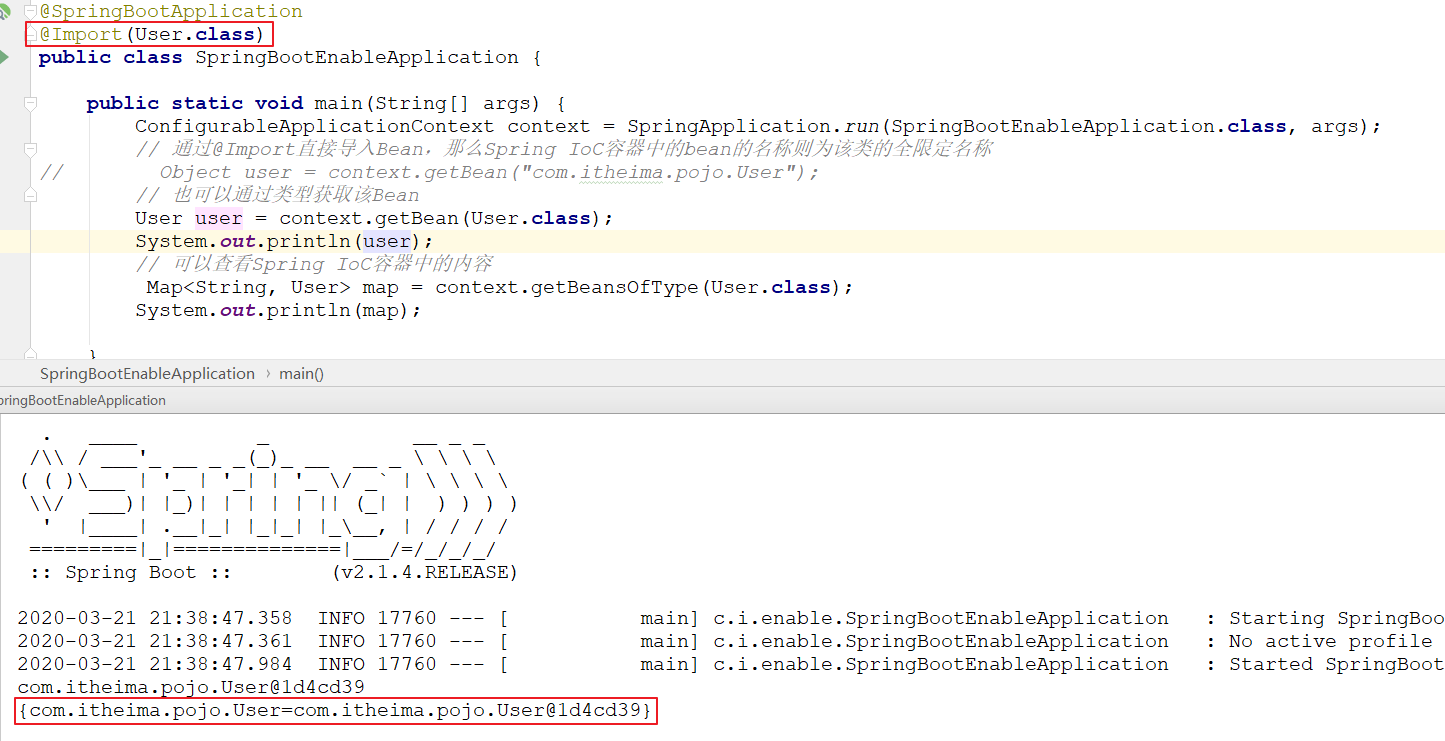 @SpringBootApplication
@Import(User.class)
public class SpringBootEnableApplication {
public static void main(String[] args) {
ConfigurableApplicationContext context = SpringApplication.run(SpringBootEnableApplication.class, args);
// 通过@Import直接导入Bean，那么Spring IoC容器中的bean的名称则为该类的全限定名称
//        Object user = context.getBean("com.itheima.pojo.User");
// 也可以通过类型获取该Bean
User user = context.getBean(User.class);
System.out.println(user);
// 可以查看Spring IoC容器中的内容
Map<String, User> map = context.getBeansOfType(User.class);
System.out.println(map);
}
SpringBootEnableApplication › main()
pringBootEnableApplication
  .   ____          _            __ _ _
 /\\ / ___'_ __ _ _(_)_ __  __ _ \ \ \ \
( ( )\___ | '_ | '_| | '_ \/ _` | \ \ \ \
 \\/  ___)| |_)| | | | | || (_| |  ) ) ) )
  '  |____| .__|_| |_|_| |_\__, | / / / /
 =========|_|==============|___/=/_/_/_/
 :: Spring Boot ::        (v2.1.4.RELEASE)
2020-03-21 21:38:47.358  INFO 17760 --- [           main] c.i.enable.SpringBootEnableApplication   : Starting SpringBoo
2020-03-21 21:38:47.361  INFO 17760 --- [           main] c.i.enable.SpringBootEnableApplication   : No active profile
2020-03-21 21:38:47.984  INFO 17760 --- [           main] c.i.enable.SpringBootEnableApplication   : Started SpringBoot
com.itheima.pojo.User@1d4cd39
{com.itheima.pojo.User=com.itheima.pojo.User@1d4cd39}